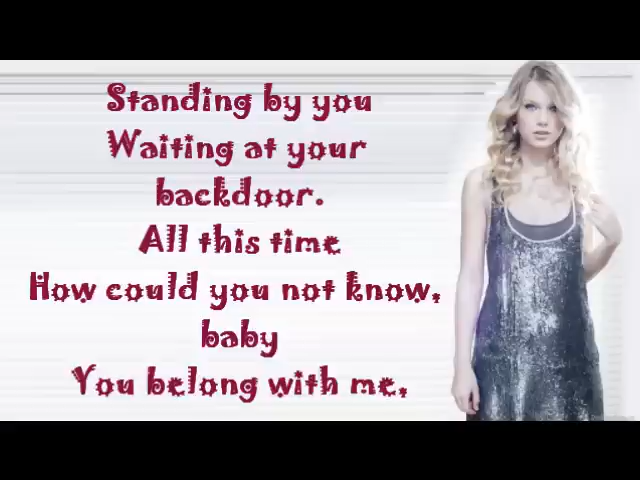 Standing by you
Waiting at your
backdoor.
All this time
How could you not know,
baby
You belong with me,